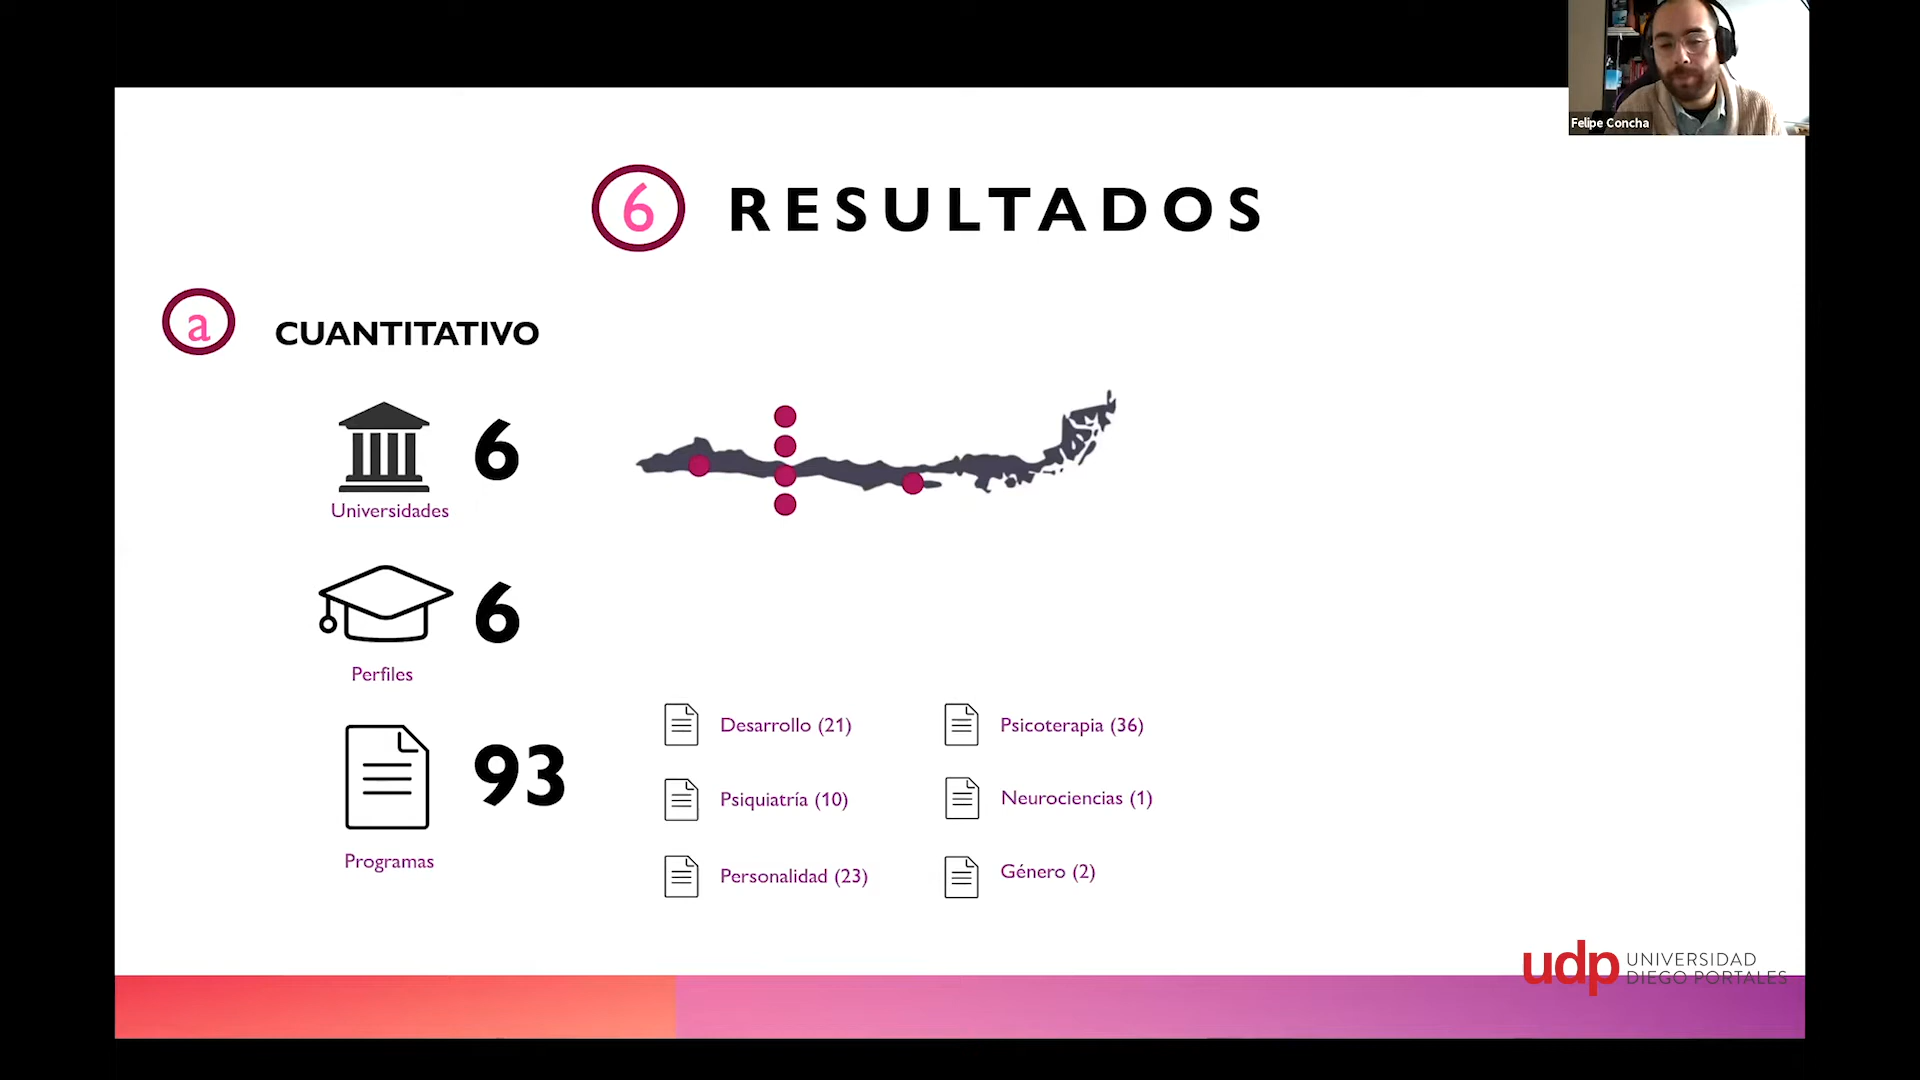 Felipe Concha
6 RESULTADOS
a CUANTITATIVO
6
Universidades
6
Perfiles
93
Programas
Desarrollo (21)
Psicoterapia (36)
Psiquiatría (10)
Neurociencias (1)
Personalidad (23)
Género (2)
udp UNIVERSIDAD
DIEGO PORTALES